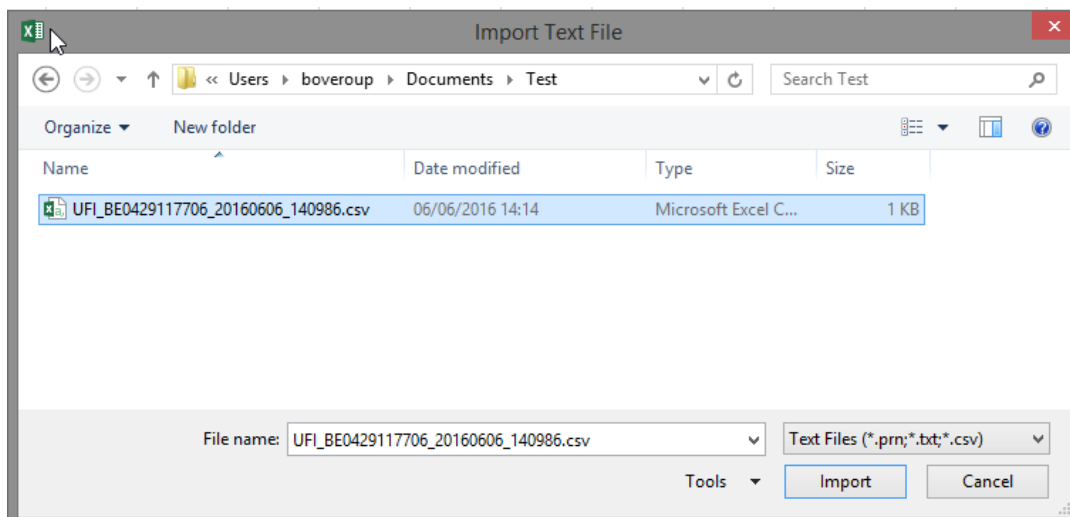 Import Text File
« Users Documents boveroup Test Search Test
Organize New folder
Name Date modified Type Size
UFI_BE0429117706_20160606_140986.csv 06/06/2016 14:14 Microsoft Excel C... 1 KB
File name: UFI_BE0429117706_20160606_140986.csv Text Files (*.prn;*.txt;*.csv)
Tools Import Cancel